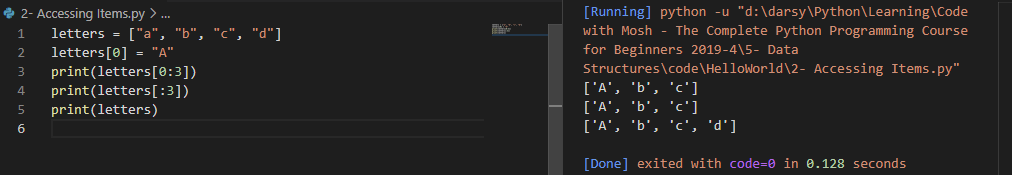 2- Accessing Items.py > ...
1 letters = ["a", "b", "c", "d"]
2 letters[0] = "A"
3 print(letters[0:3])
4 print(letters[:3])
5 print(letters)
6
[Running] python -u "d:\darsy\Python\Learning\Code
with Mosh - The Complete Python Programming Course
for Beginners 2019-4\5- Data
Structures\code\HelloWorld\2- Accessing Items.py"
['A', 'b', 'c']
['A', 'b', 'c']
['A', 'b', 'c', 'd']
[Done] exited with code=0 in 0.128 seconds